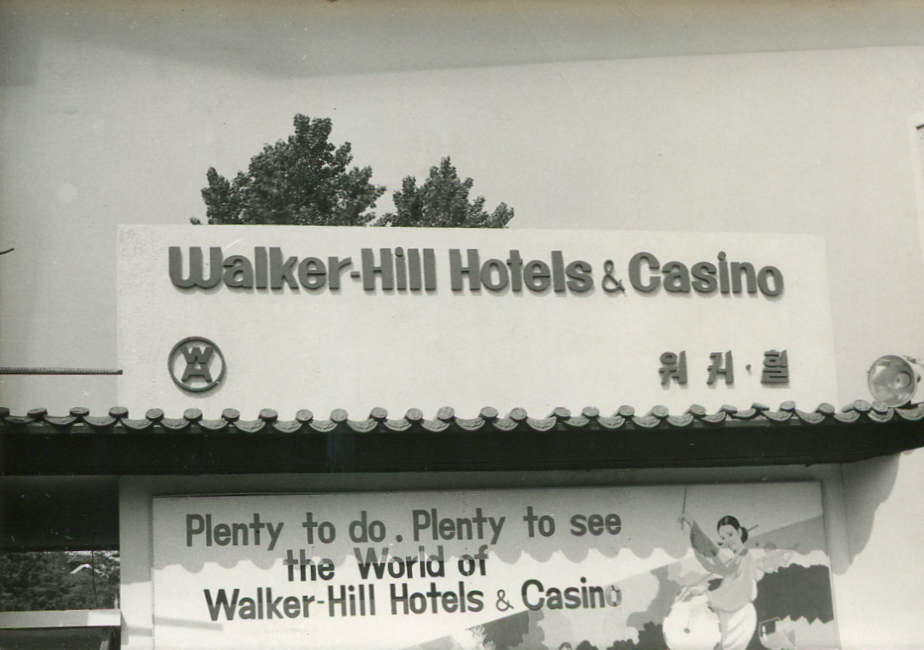 Walker-Hill Hotels & Casino
WA
워커·힐
Plenty to do. Plenty to see
the World of
Walker-Hill Hotels & Casino